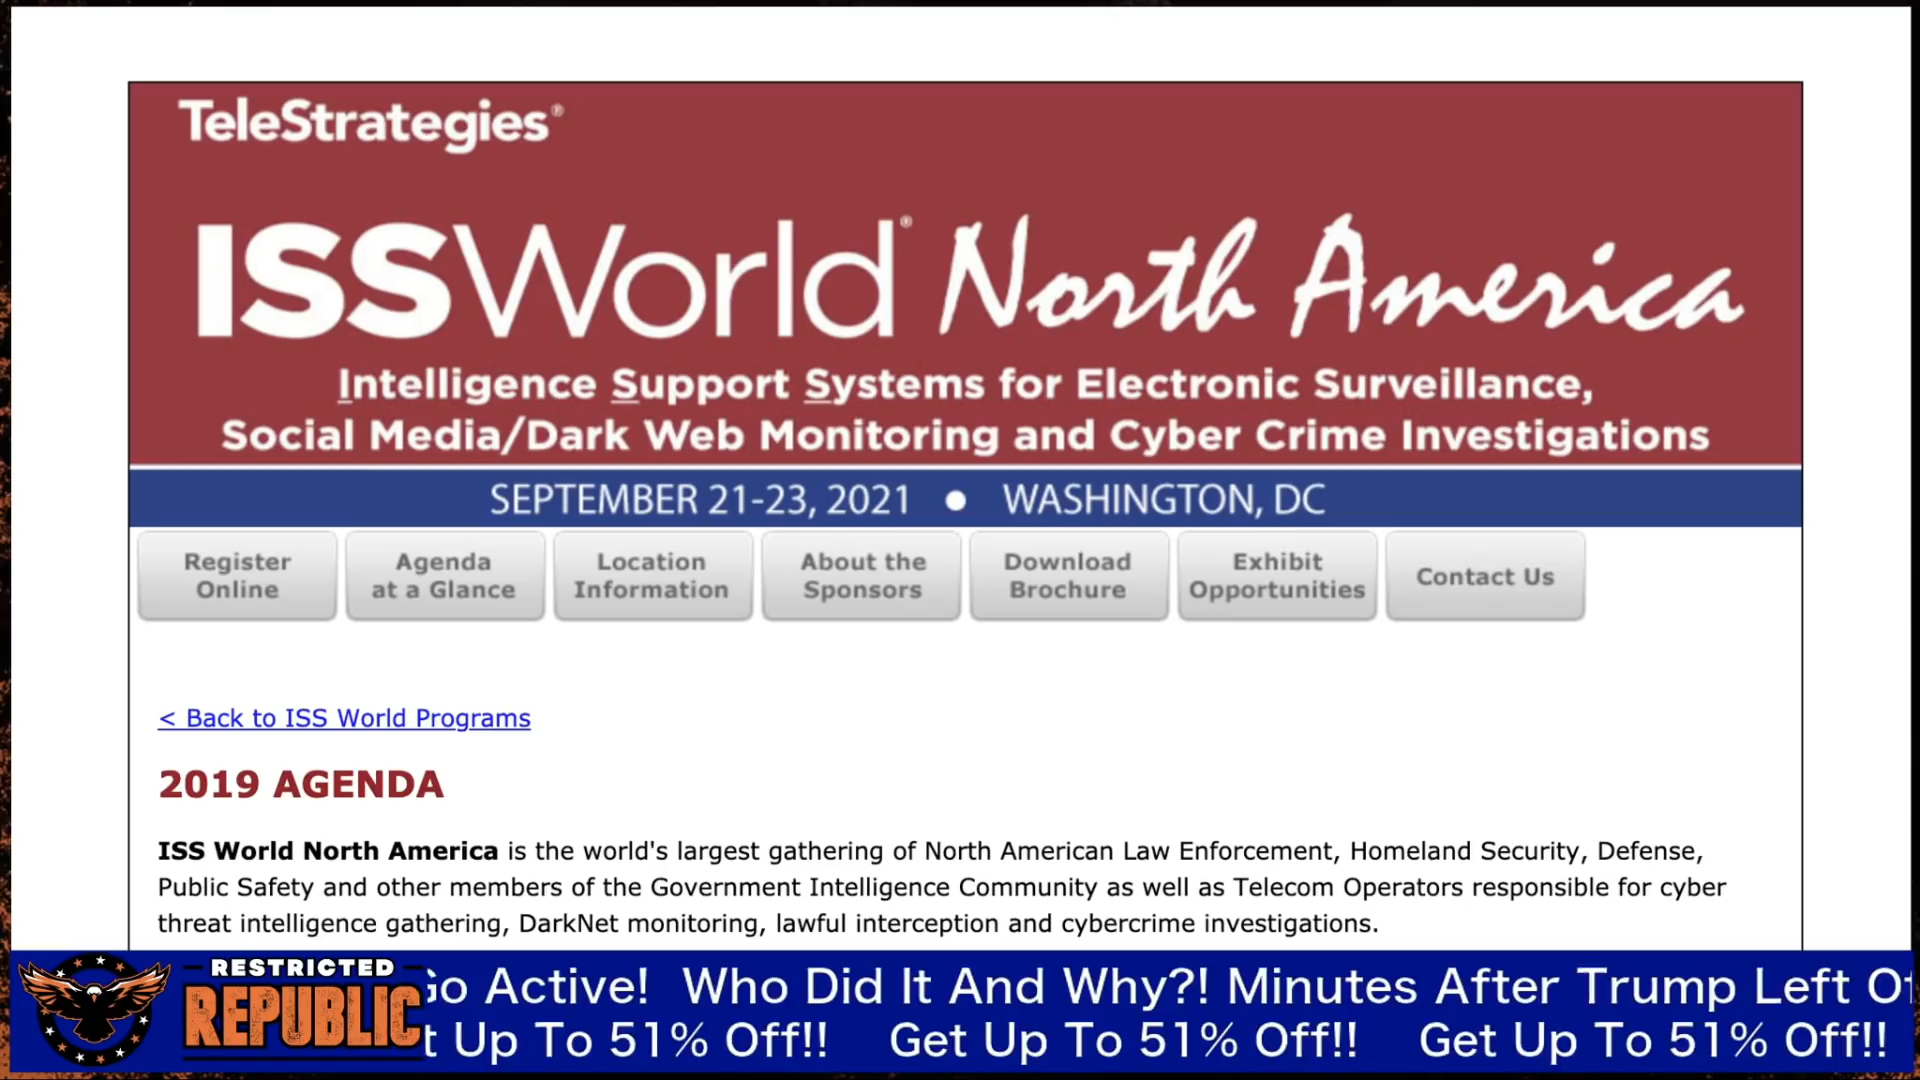 TeleStrategies®
ISSWorld® North America
Intelligence Support Systems for Electronic Surveillance,
Social Media/Dark Web Monitoring and Cyber Crime Investigations
SEPTEMBER 21-23, 2021 • WASHINGTON, DC
Register Online
Agenda at a Glance
Location Information
About the Sponsors
Download Brochure
Exhibit Opportunities
Contact Us
< Back to ISS World Programs
2019 AGENDA
ISS World North America is the world's largest gathering of North American Law Enforcement, Homeland Security, Defense,
Public Safety and other members of the Government Intelligence Community as well as Telecom Operators responsible for cyber
threat intelligence gathering, DarkNet monitoring, lawful interception and cybercrime investigations.
RESTRICTED
REPUBLIC
Go Active! Who Did It And Why?! Minutes After Trump Left
t Up To 51% Off!! Get Up To 51% Off!! Get Up To 51% Off!!